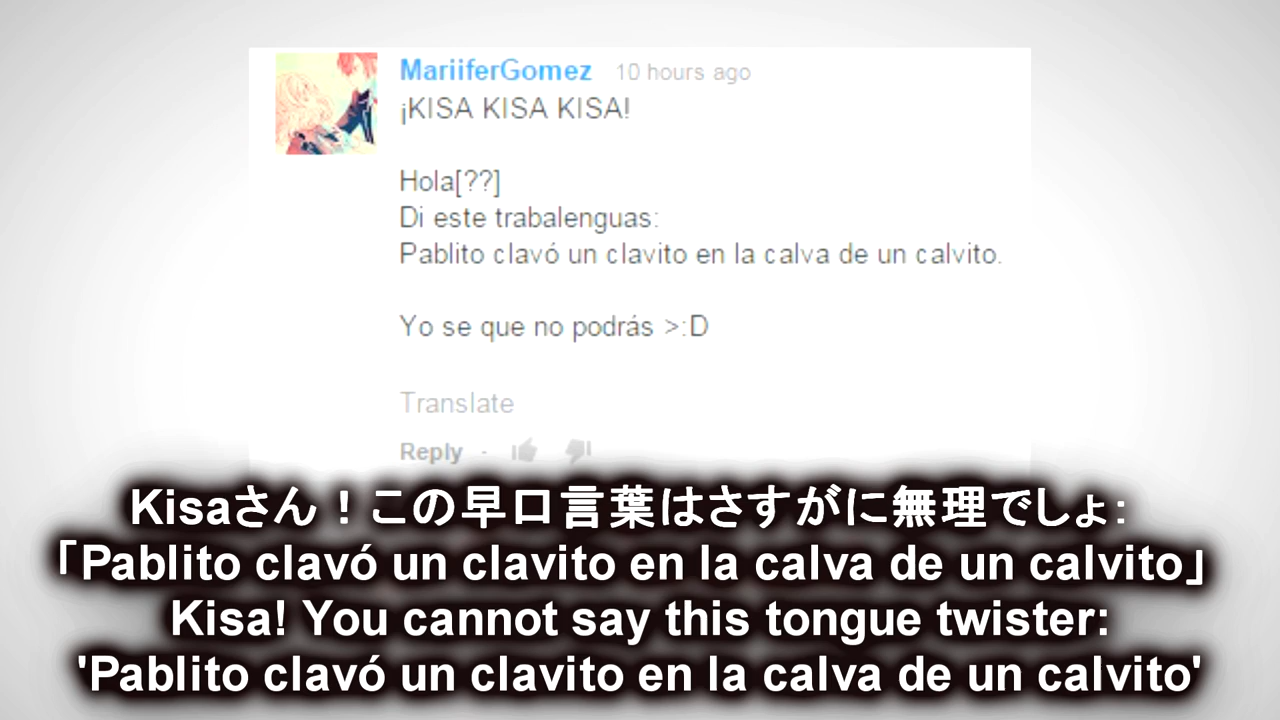 MariiferGomez 10 hours ago
¡KISA KISA KISA!
Hola[??]
Di este trabalenguas:
Pablito clavó un clavito en la calva de un calvito.
Yo se que no podrás >:D
Translate
Reply ·
Kisaさん！この早口言葉はさすがに無理でしょ:
「Pablito clavó un clavito en la calva de un calvito」
Kisa! You cannot say this tongue twister:
'Pablito clavó un clavito en la calva de un calvito'